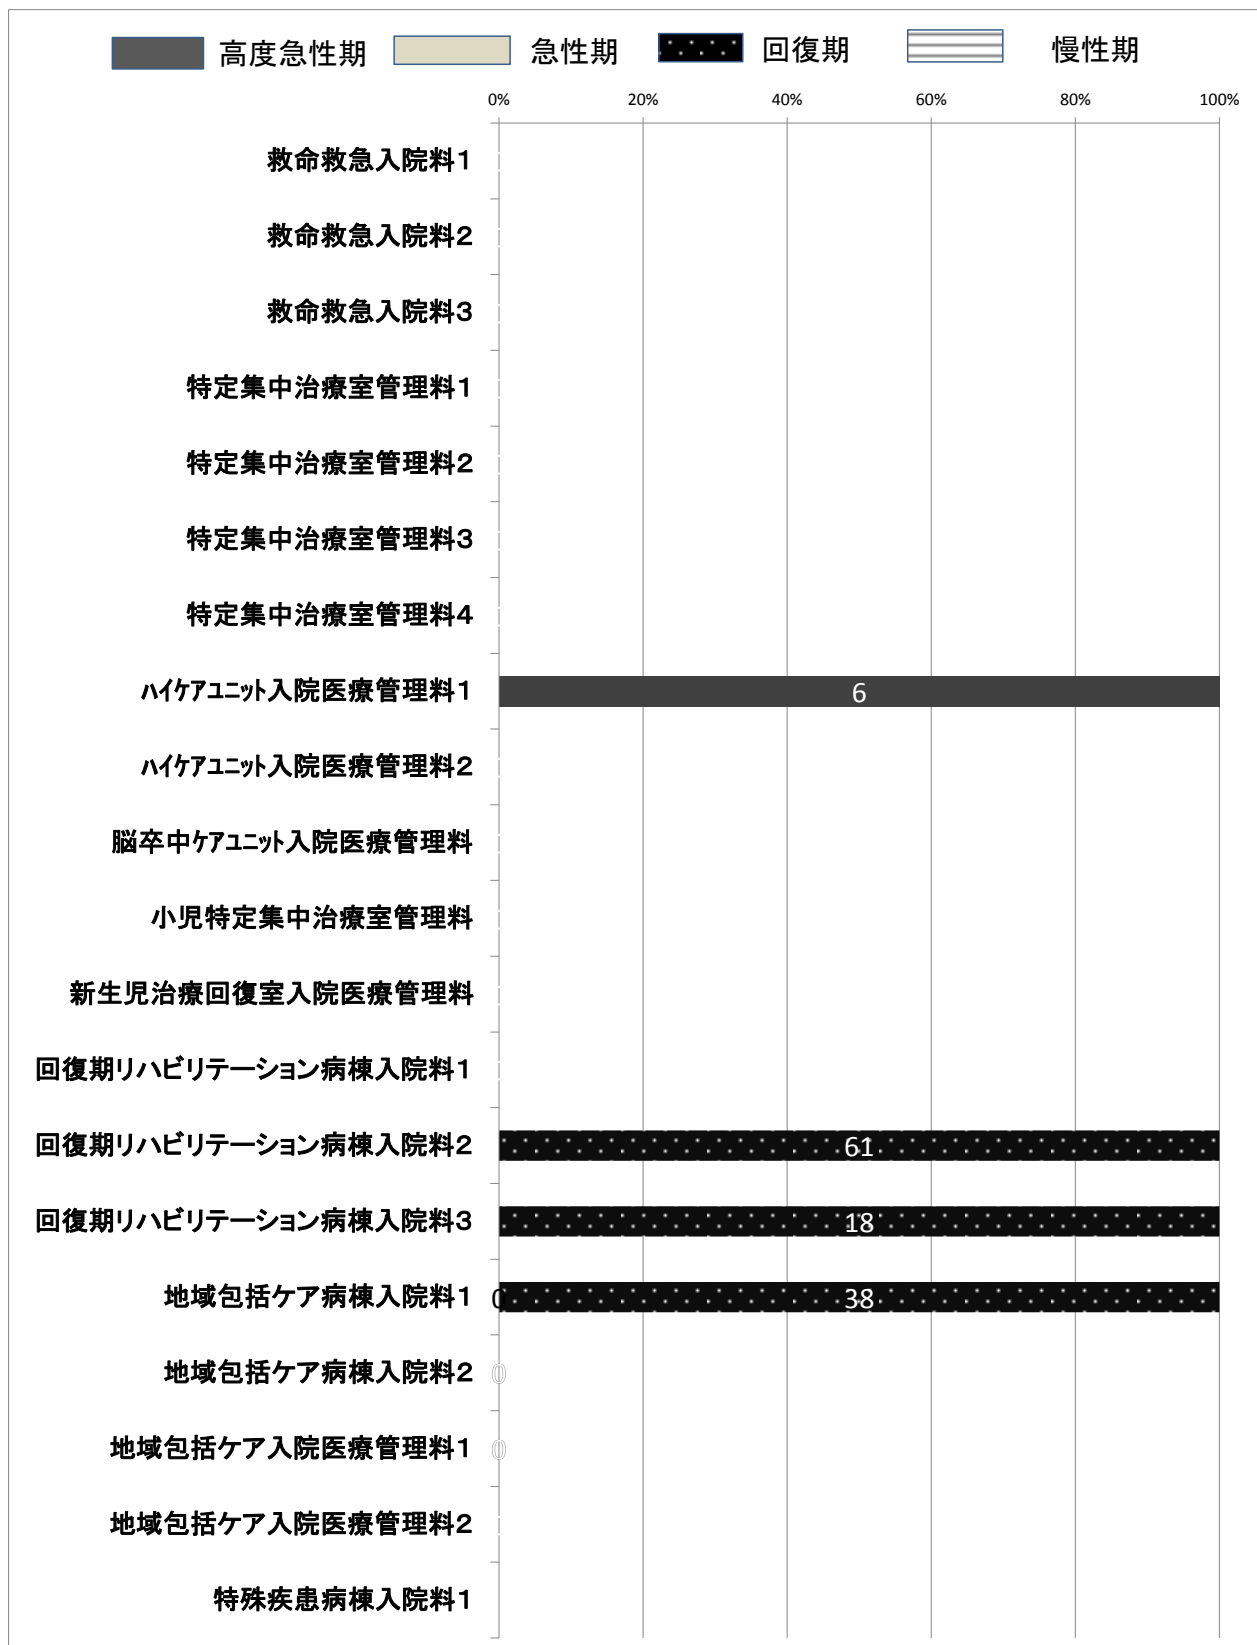 高度急性期 急性期 回復期 慢性期
0% 20% 40% 60% 80% 100%
救命救急入院料1
救命救急入院料2
救命救急入院料3
特定集中治療室管理料1
特定集中治療室管理料2
特定集中治療室管理料3
特定集中治療室管理料4
ﾊｲｹｱﾕﾆｯﾄ入院医療管理料1 6
ﾊｲｹｱﾕﾆｯﾄ入院医療管理料2
脳卒中ｹｱﾕﾆｯﾄ入院医療管理料
小児特定集中治療室管理料
新生児治療回復室入院医療管理料
回復期リハビリテーション病棟入院料1
回復期リハビリテーション病棟入院料2 61
回復期リハビリテーション病棟入院料3 18
地域包括ケア病棟入院料1 0 38
地域包括ケア病棟入院料2 0
地域包括ケア入院医療管理料1 0
地域包括ケア入院医療管理料2
特殊疾患病棟入院料1